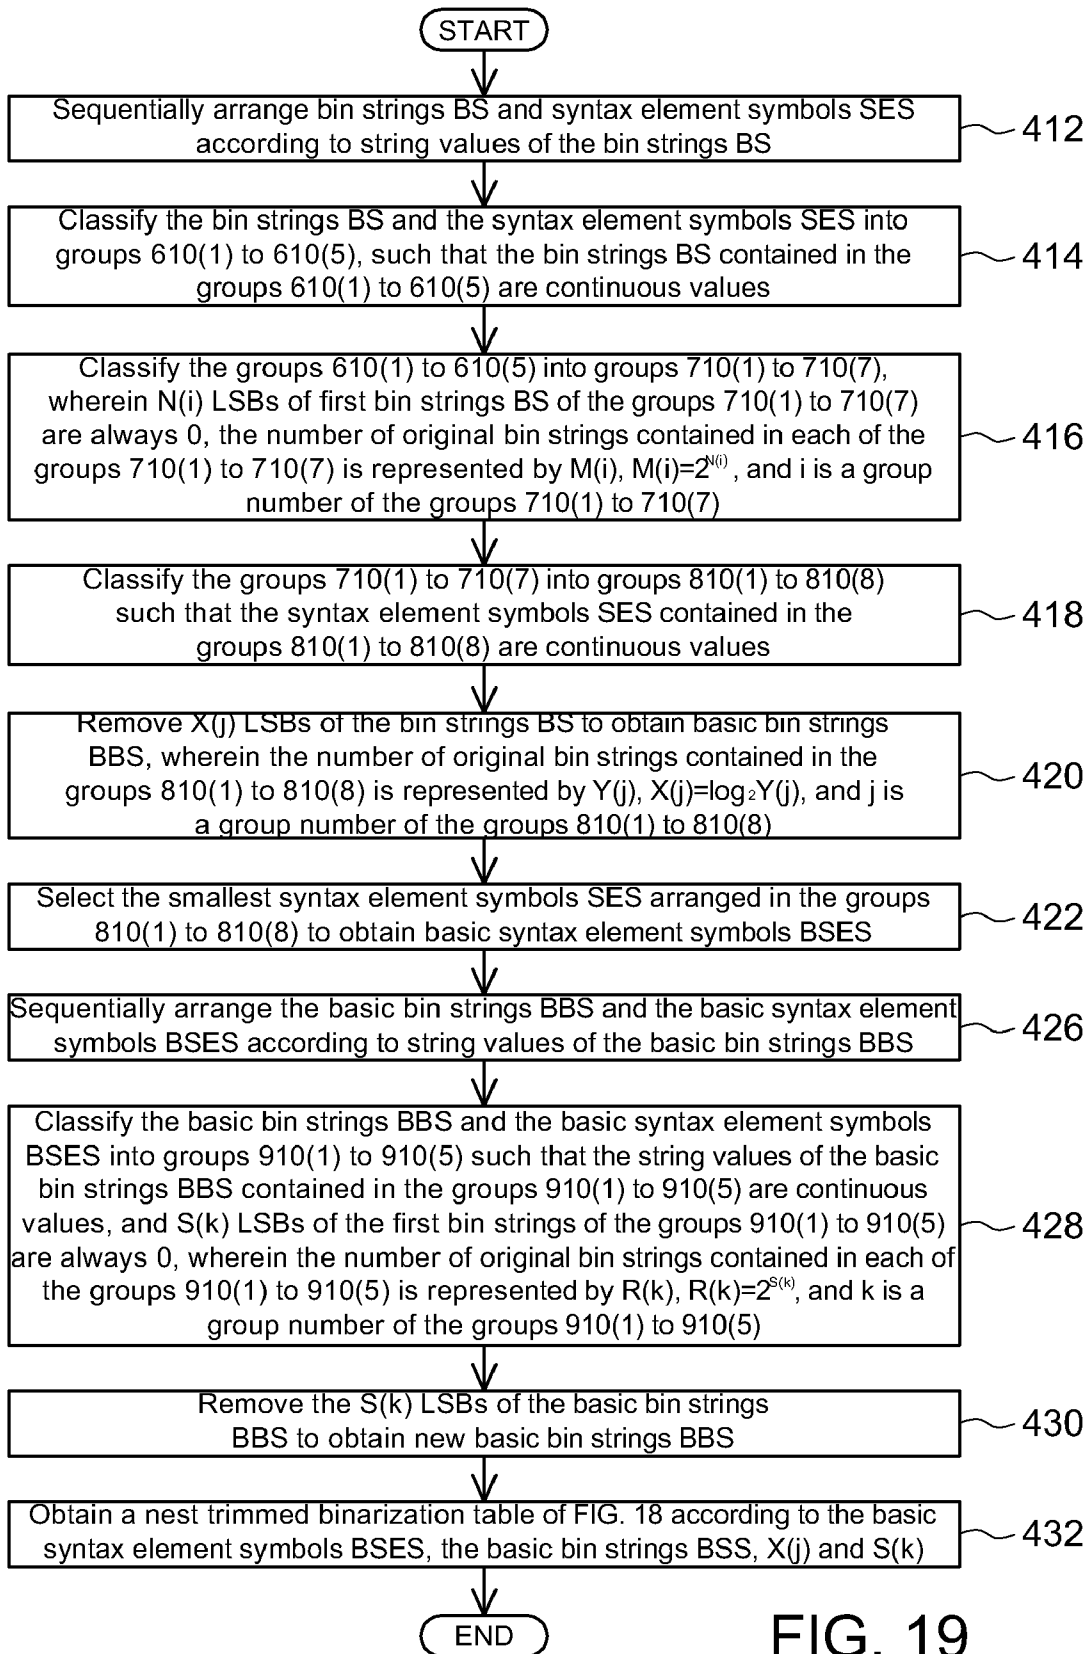 START
Sequentially arrange bin strings BS and syntax element symbols SES
according to string values of the bin strings BS
412
Classify the bin strings BS and the syntax element symbols SES into
groups 610(1) to 610(5), such that the bin strings BS contained in the
groups 610(1) to 610(5) are continuous values
414
Classify the groups 610(1) to 610(5) into groups 710(1) to 710(7),
wherein N(i) LSBs of first bin strings BS of the groups 710(1) to 710(7)
are always 0, the number of original bin strings contained in each of the
groups 710(1) to 710(7) is represented by M(i), M(i)=2^N(i), and i is a group
number of the groups 710(1) to 710(7)
416
Classify the groups 710(1) to 710(7) into groups 810(1) to 810(8)
such that the syntax element symbols SES contained in the
groups 810(1) to 810(8) are continuous values
418
Remove X(j) LSBs of the bin strings BS to obtain basic bin strings
BBS, wherein the number of original bin strings contained in the
groups 810(1) to 810(8) is represented by Y(j), X(j)=log₂Y(j), and j is
a group number of the groups 810(1) to 810(8)
420
Select the smallest syntax element symbols SES arranged in the groups
810(1) to 810(8) to obtain basic syntax element symbols BSES
422
Sequentially arrange the basic bin strings BBS and the basic syntax element
symbols BSES according to string values of the basic bin strings BBS
426
Classify the basic bin strings BBS and the basic syntax element symbols
BSES into groups 910(1) to 910(5) such that the string values of the basic
bin strings BBS contained in the groups 910(1) to 910(5) are continuous
values, and S(k) LSBs of the first bin strings of the groups 910(1) to 910(5)
are always 0, wherein the number of original bin strings contained in each of
the groups 910(1) to 910(5) is represented by R(k), R(k)=2^S(k), and k is a
group number of the groups 910(1) to 910(5)
428
Remove the S(k) LSBs of the basic bin strings
BBS to obtain new basic bin strings BBS
430
Obtain a nest trimmed binarization table of FIG. 18 according to the basic
syntax element symbols BSES, the basic bin strings BSS, X(j) and S(k)
432
END
FIG. 19